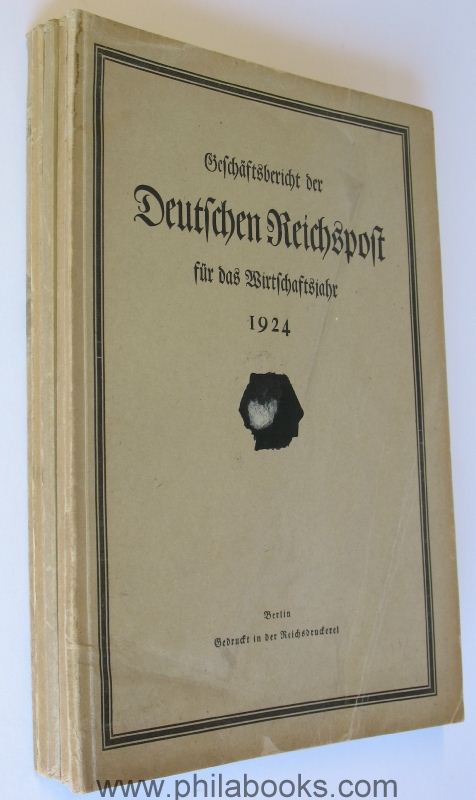 Geschäftsbericht der
Deutschen Reichspost
für das Wirtschaftsjahr
1924
Berlin
Gedruckt in der Reichsdruckerei
www.philabooks.com